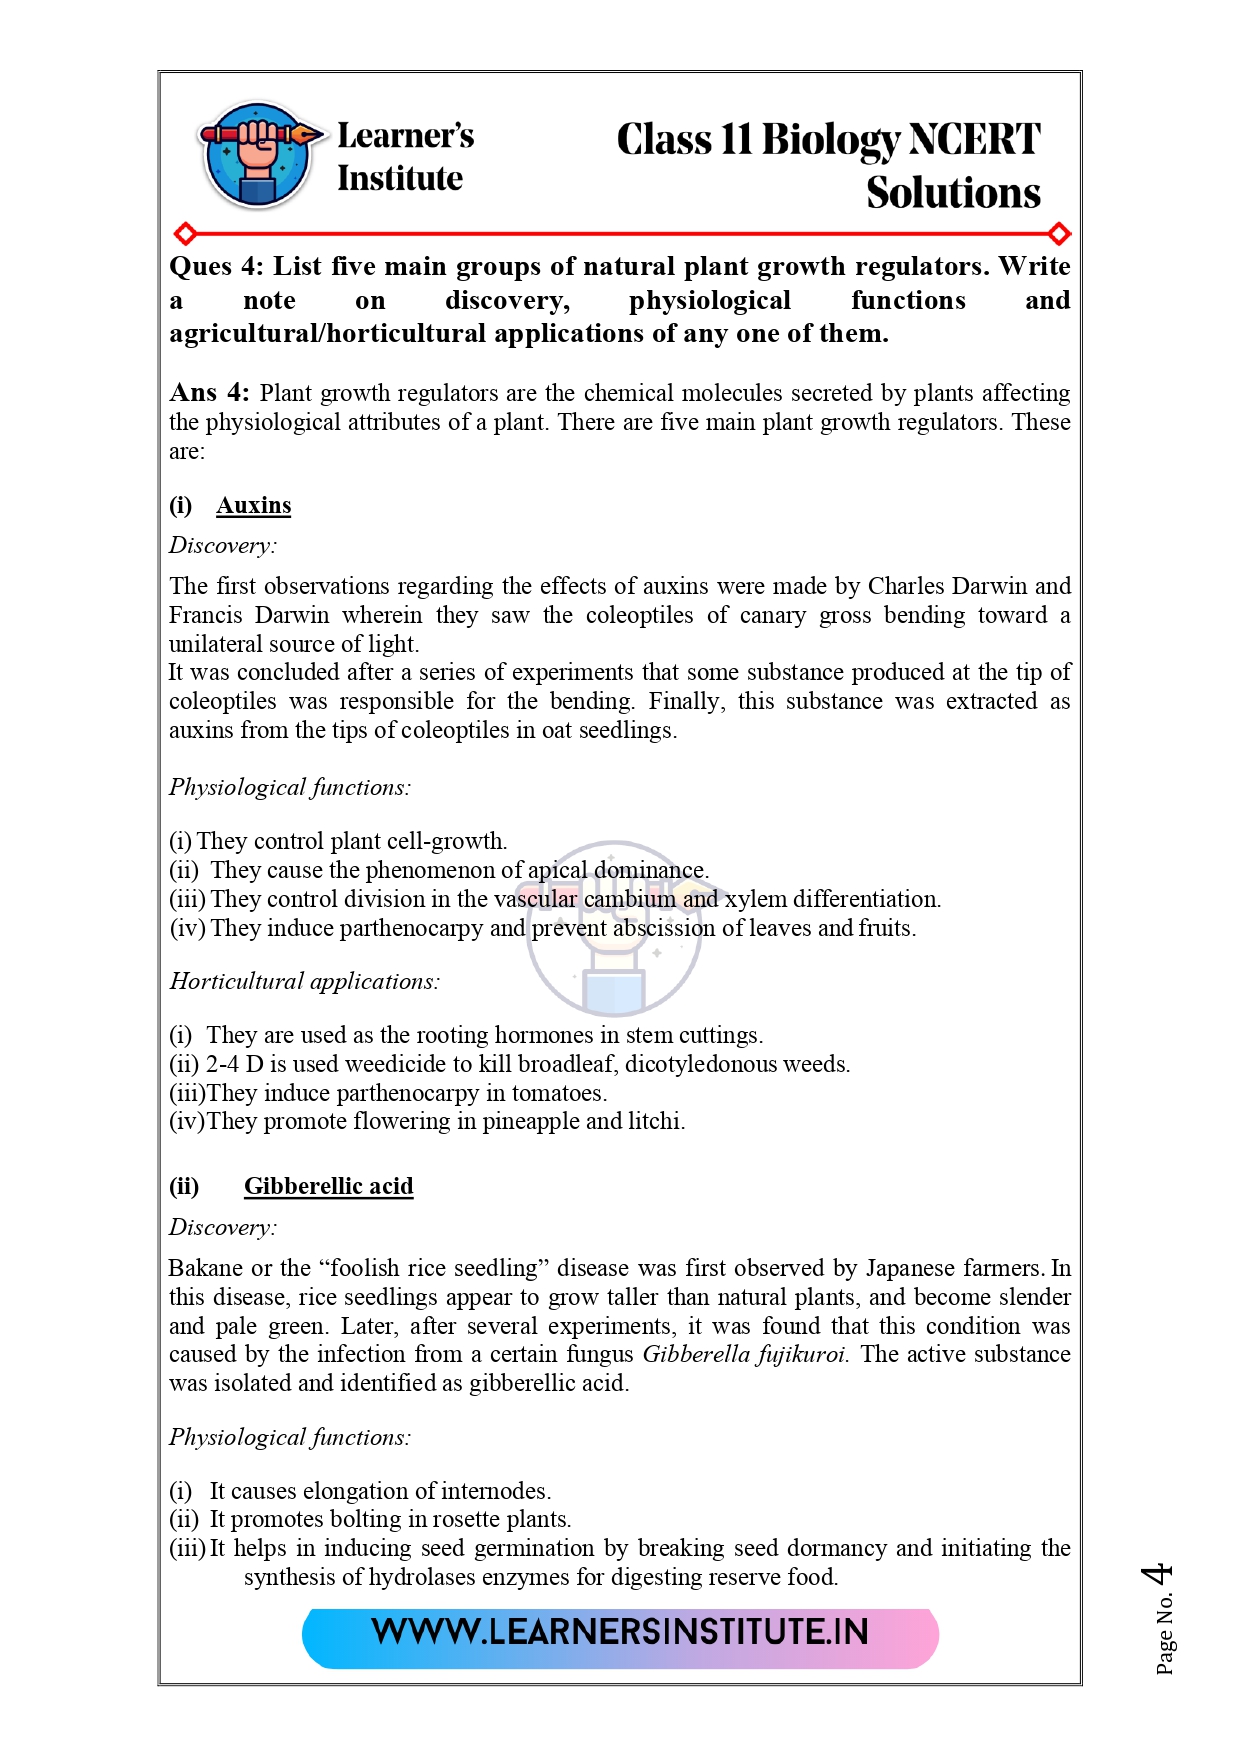 Learner's
Institute
Class 11 Biology NCERT
Solutions
Ques 4: List five main groups of natural plant growth regulators. Write
a note on discovery, physiological functions and
agricultural/horticultural applications of any one of them.
Ans 4: Plant growth regulators are the chemical molecules secreted by plants affecting
the physiological attributes of a plant. There are five main plant growth regulators. These
are:
(i) Auxins
Discovery:
The first observations regarding the effects of auxins were made by Charles Darwin and
Francis Darwin wherein they saw the coleoptiles of canary gross bending toward a
unilateral source of light.
It was concluded after a series of experiments that some substance produced at the tip of
coleoptiles was responsible for the bending. Finally, this substance was extracted as
auxins from the tips of coleoptiles in oat seedlings.
Physiological functions:
(i) They control plant cell-growth.
(ii) They cause the phenomenon of apical dominance.
(iii) They control division in the vascular cambium and xylem differentiation.
(iv) They induce parthenocarpy and prevent abscission of leaves and fruits.
Horticultural applications:
(i) They are used as the rooting hormones in stem cuttings.
(ii) 2-4 D is used weedicide to kill broadleaf, dicotyledonous weeds.
(iii)They induce parthenocarpy in tomatoes.
(iv)They promote flowering in pineapple and litchi.
(ii) Gibberellic acid
Discovery:
Bakane or the “foolish rice seedling” disease was first observed by Japanese farmers. In
this disease, rice seedlings appear to grow taller than natural plants, and become slender
and pale green. Later, after several experiments, it was found that this condition was
caused by the infection from a certain fungus Gibberella fujikuroi. The active substance
was isolated and identified as gibberellic acid.
Physiological functions:
(i) It causes elongation of internodes.
(ii) It promotes bolting in rosette plants.
(iii) It helps in inducing seed germination by breaking seed dormancy and initiating the
synthesis of hydrolases enzymes for digesting reserve food.
WWW.LEARNERSINSTITUTE.IN
Page No. 4